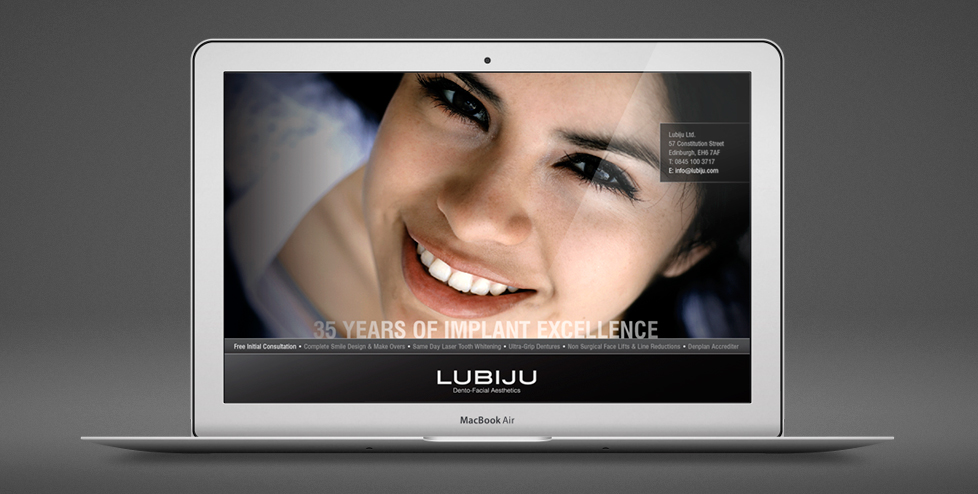 Lubiju Ltd.
57 Constitution Street
Edinburgh, EH6 7AF
T: 0845 100 3717
E: info@lubiju.com
35 YEARS OF IMPLANT EXCELLENCE
Free Initial Consultation • Complete Smile Design & Make Overs • Same Day Laser Tooth Whitening • Ultra-Grip Dentures • Non Surgical Face Lifts & Line Reductions • Denplan Accrediter
LUBIJU
Dento-Facial Aesthetics
MacBook Air